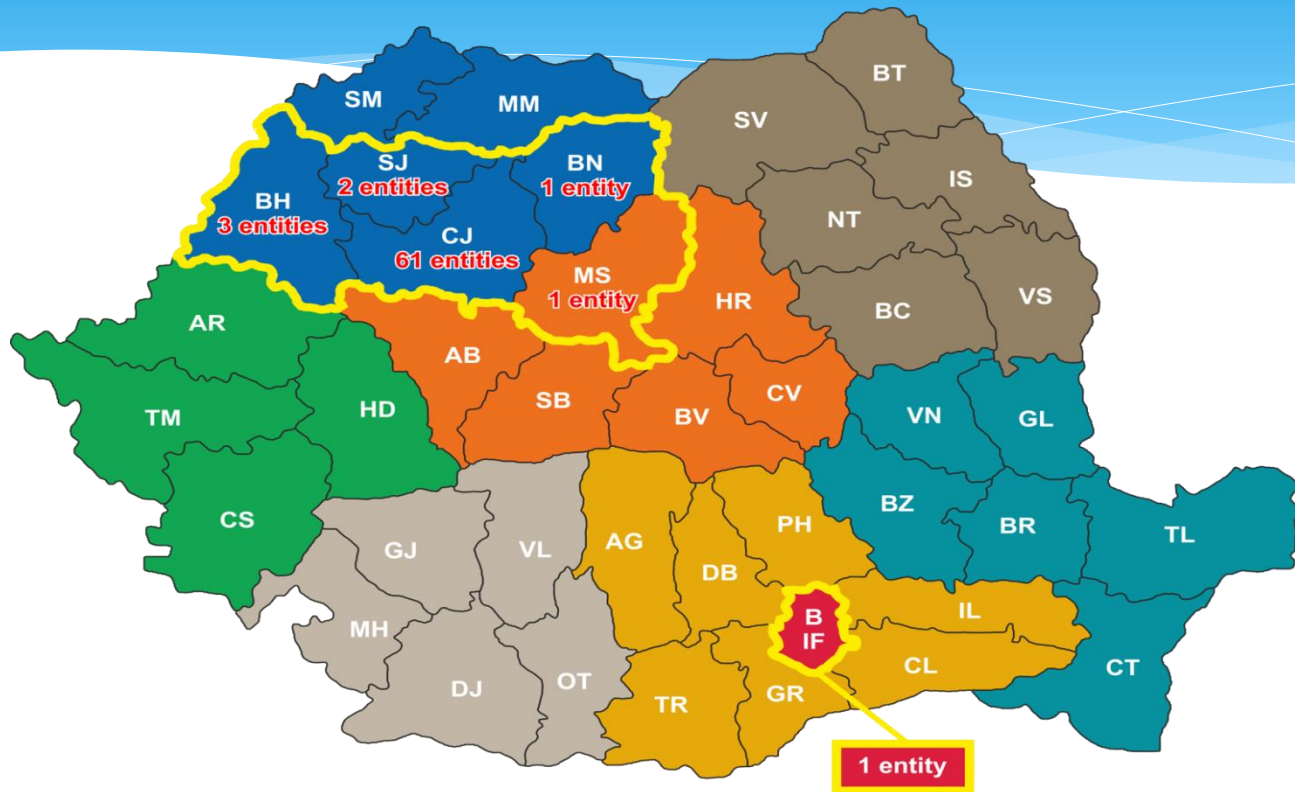 BT
SM
MM
SV
SJ
2 entities
BN
1 entity
IS
BH
3 entities
NT
CJ
61 entities
MS
1 entity
HR
VS
BC
AR
AB
CV
SB
BV
HD
TM
VN
GL
BZ
PH
CS
BR
TL
AG
GJ
VL
DB
B
IF
IL
MH
CL
CT
DJ
OT
TR
GR
1 entity